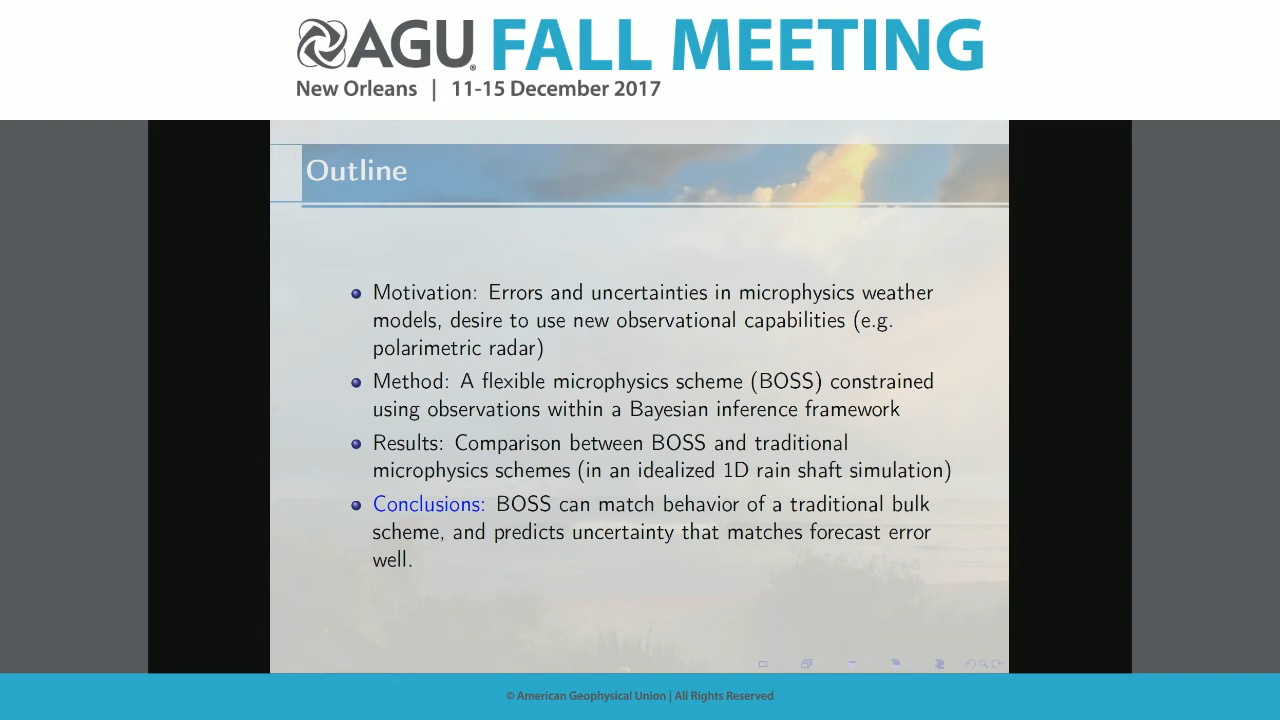 AGU FALL MEETING
New Orleans | 11-15 December 2017
Outline
Motivation: Errors and uncertainties in microphysics weather
models, desire to use new observational capabilities (e.g.
polarimetric radar)
Method: A flexible microphysics scheme (BOSS) constrained
using observations within a Bayesian inference framework
Results: Comparison between BOSS and traditional
microphysics schemes (in an idealized 1D rain shaft simulation)
Conclusions: BOSS can match behavior of a traditional bulk
scheme, and predicts uncertainty that matches forecast error
well.
© American Geophysical Union | All Rights Reserved